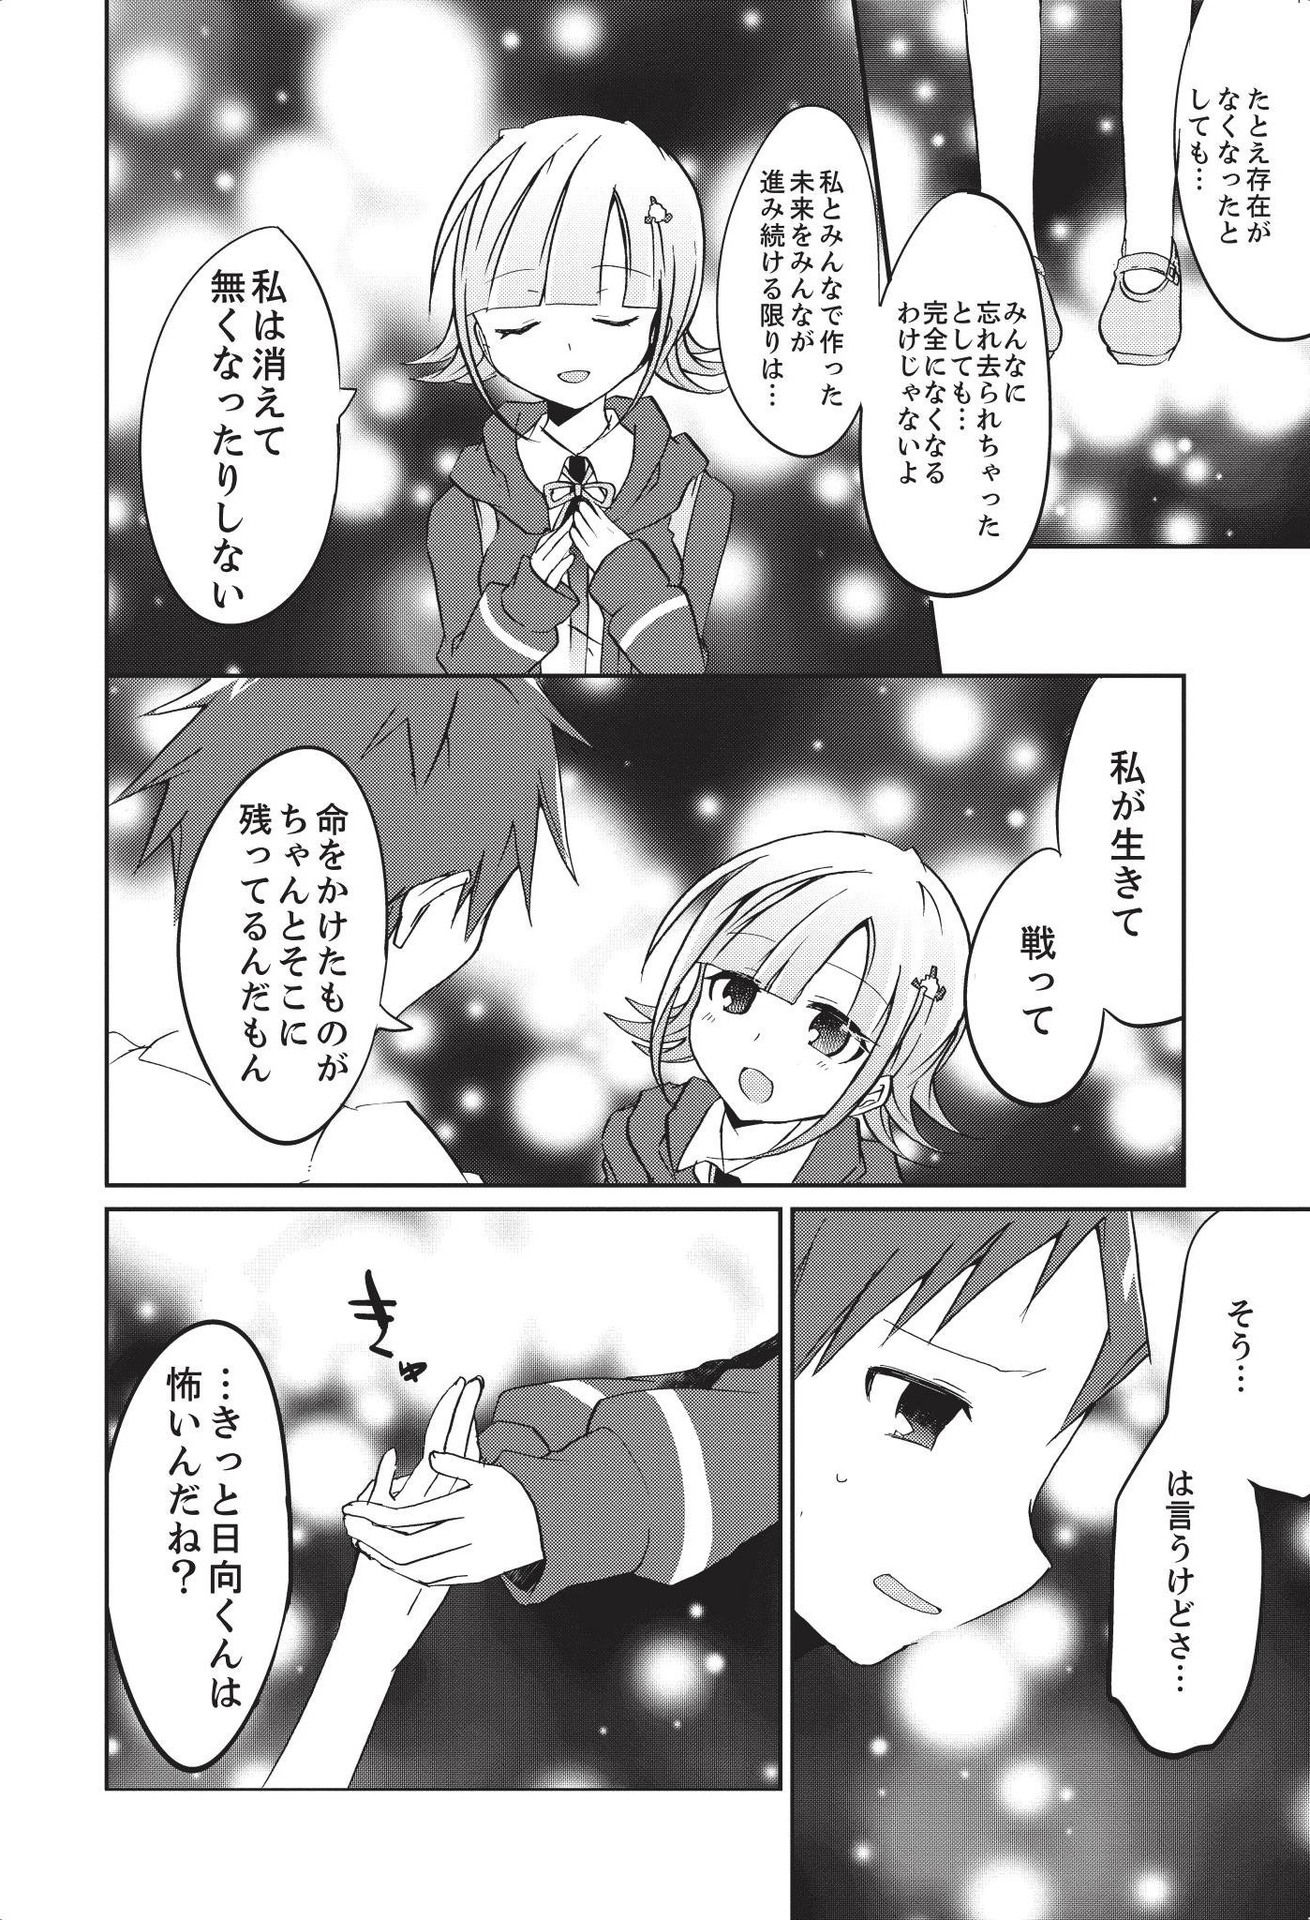 たとえ存在が
なくなったと
しても…
みんなに
忘れ去られちゃった
としても…
完全になくなる
わけじゃないよ
私とみんなで作った
未来をみんなが
進み続ける限りは…
私は消えて
無くなったりしない
私が生きて
戦って
命をかけたものが
ちゃんとそこに
残ってるんだもん
そう…
は言うけどさ…
きゅ
…きっと日向くんは
怖いんだね?